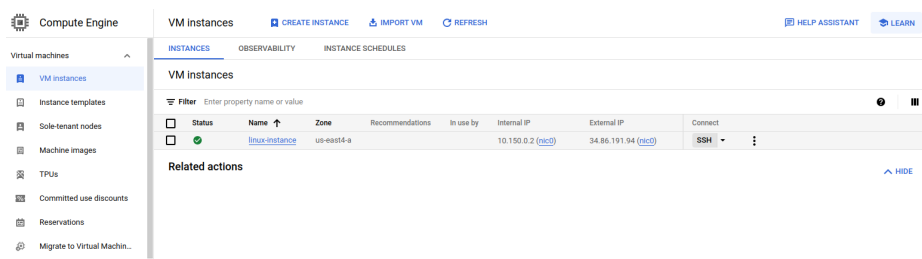 Compute Engine
VM instances CREATE INSTANCE IMPORT VM REFRESH HELP ASSISTANT LEARN
Virtual machines
VM instances
Instance templates
Sole-tenant nodes
Machine images
TPUs
Committed use discounts
Reservations
Migrate to Virtual Machin...
INSTANCES OBSERVABILITY INSTANCE SCHEDULES
VM instances
Filter Enter property name or value
Status Name Zone Recommendations In use by Internal IP External IP Connect
linux-instance us-east4-a 10.150.0.2 (nic0) 34.86.191.94 (nic0) SSH
Related actions
HIDE